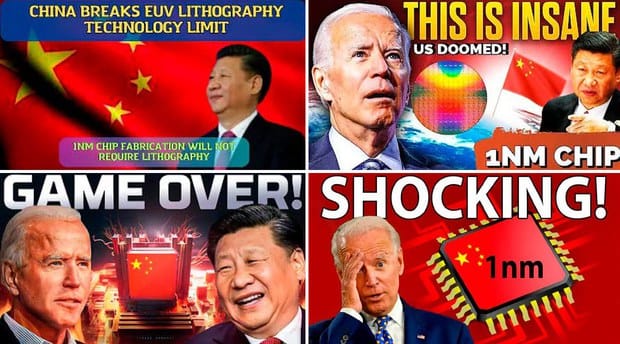 CHINA BREAKS EUV LITHOGRAPHY
TECHNOLOGY LIMIT
1NM CHIP FABRICATION WILL NOT
REQUIRE LITHOGRAPHY
THIS IS INSANE
US DOOMED!
1NM CHIP
GAME OVER!
SHOCKING!
1nm